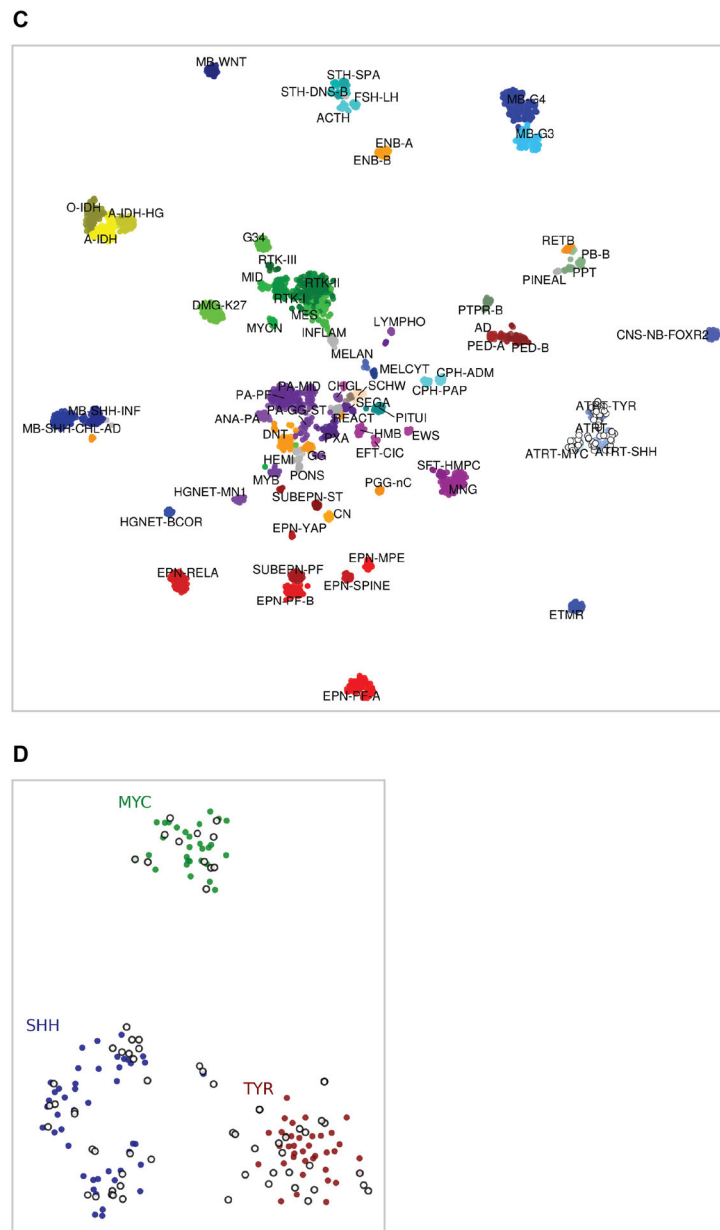 C
MB-WNT
STH-SPA
STH-DNS-B
FSH-LH
ACTH
MB-G4
MB-G3
ENB-A
ENB-B
O-IDH
A-IDH-HG
A-IDH
G34
RETB
PB-B
RTK-III
MID
RTK-II
PINEAL
PPT
RTK-I
DMG-K27
MES
PTPR-B
MYCN
INFLAM
LYMPHO
AD
CNS-NB-FOXR2
PED-A
PED-B
MELAN
MELCYT
CPH-ADM
CPH-PAP
PA-MID
CHGL
SCHW
PA-PF
SEGA
ATRT-TYR
MB-SHH-INF
PA-GG-ST
ANA-PA
REACT
PITUI
MB-SHH-CHL-AD
ATRT
DNT
PXA
HMB
EWS
EFT-CIC
ATRT-MYC
ATRT-SHH
HEMI
GG
MYB
PONS
SFT-HMPC
PGG-nC
MNG
HGNET-MN1
SUBEPN-ST
HGNET-BCOR
CN
EPN-YAP
EPN-MPE
EPN-RELA
SUBEPN-PF
EPN-SPINE
EPN-PF-B
ETMR
EPN-PF-A
D
MYC
SHH
TYR